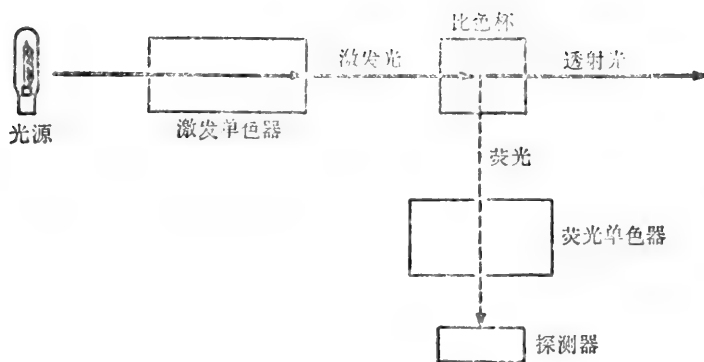 比色杯
激发光
透射光
光源
激发单色器
荧光
荧光单色器
探测器